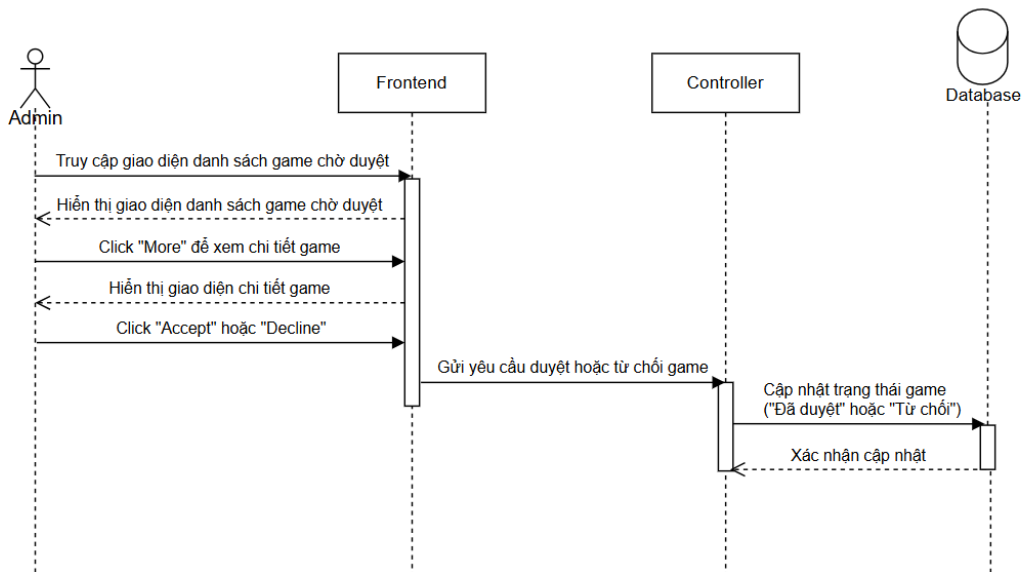 Admin
Frontend
Controller
Database
Truy cập giao diện danh sách game chờ duyệt
Hiển thị giao diện danh sách game chờ duyệt
Click "More" để xem chi tiết game
Hiển thị giao diện chi tiết game
Click "Accept" hoặc "Decline"
Gửi yêu cầu duyệt hoặc từ chối game
Cập nhật trạng thái game
("Đã duyệt" hoặc "Từ chối")
Xác nhận cập nhật